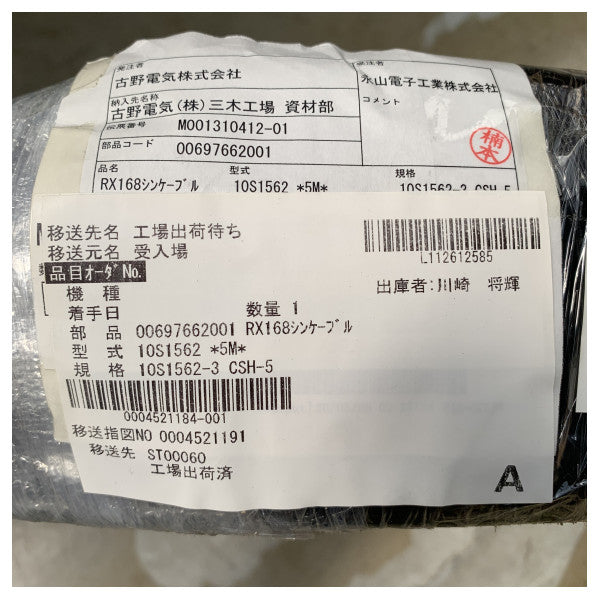 発注者
古野電気株式会社
永山電子工業株式会社
納入先名称
古野電気(株)三木工場 資材部
コメント
伝票番号 M001310412-01
部品コード 00697662001
楠本
品名 型式 規格
RX168シンケーブル 10S1562 *5M* 10S1562-3 CSH-5
移送先名 工場出荷待ち
移送元名 受入場
L112612585
品目オーダNo.
機 種
出庫者:川崎 将輝
着手日 数量 1
部 品 00697662001 RX168シンケーブル
型 式 10S1562 *5M*
規 格 10S1562-3 CSH-5
0004521184-001
移送指図NO 0004521191
移送先 ST00060
工場出荷済
A